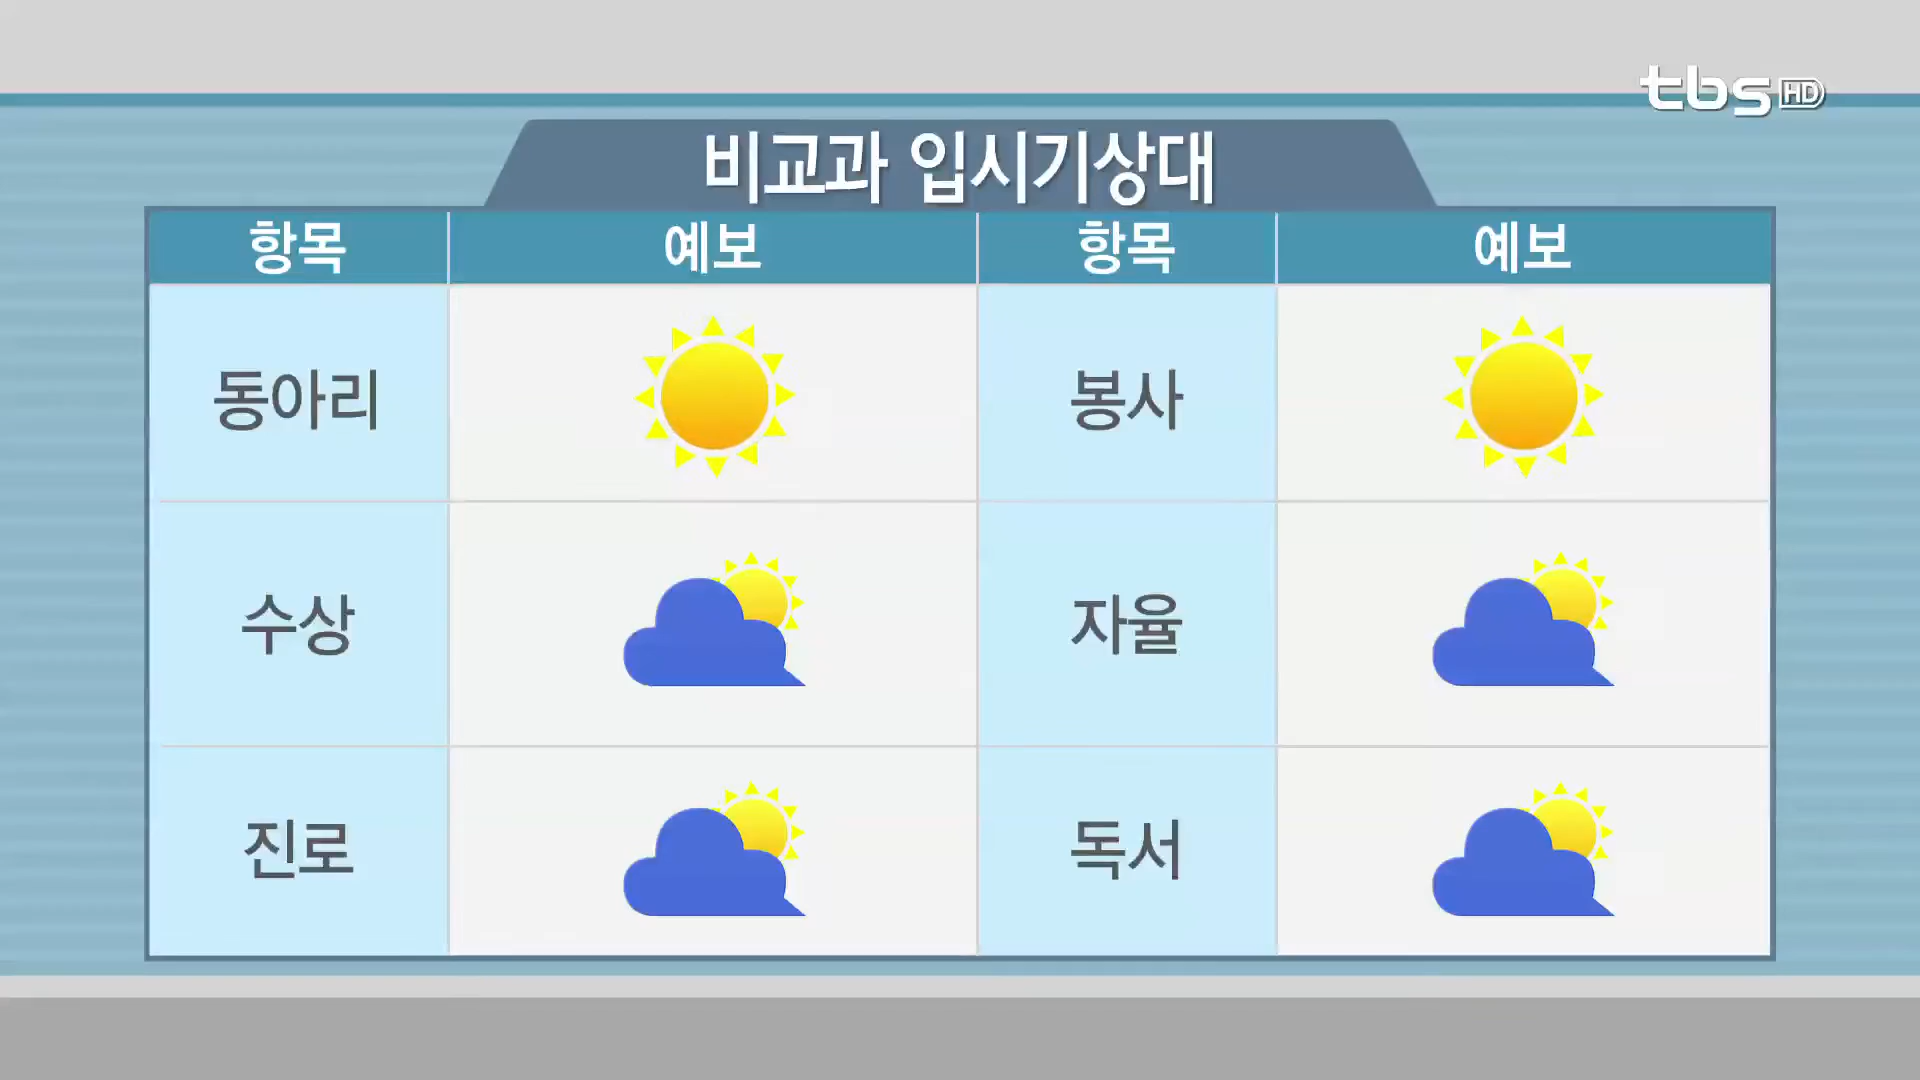 tbs HD
비교과 입시기상대
항목 예보 항목 예보
동아리 봉사
수상 자율
진로 독서